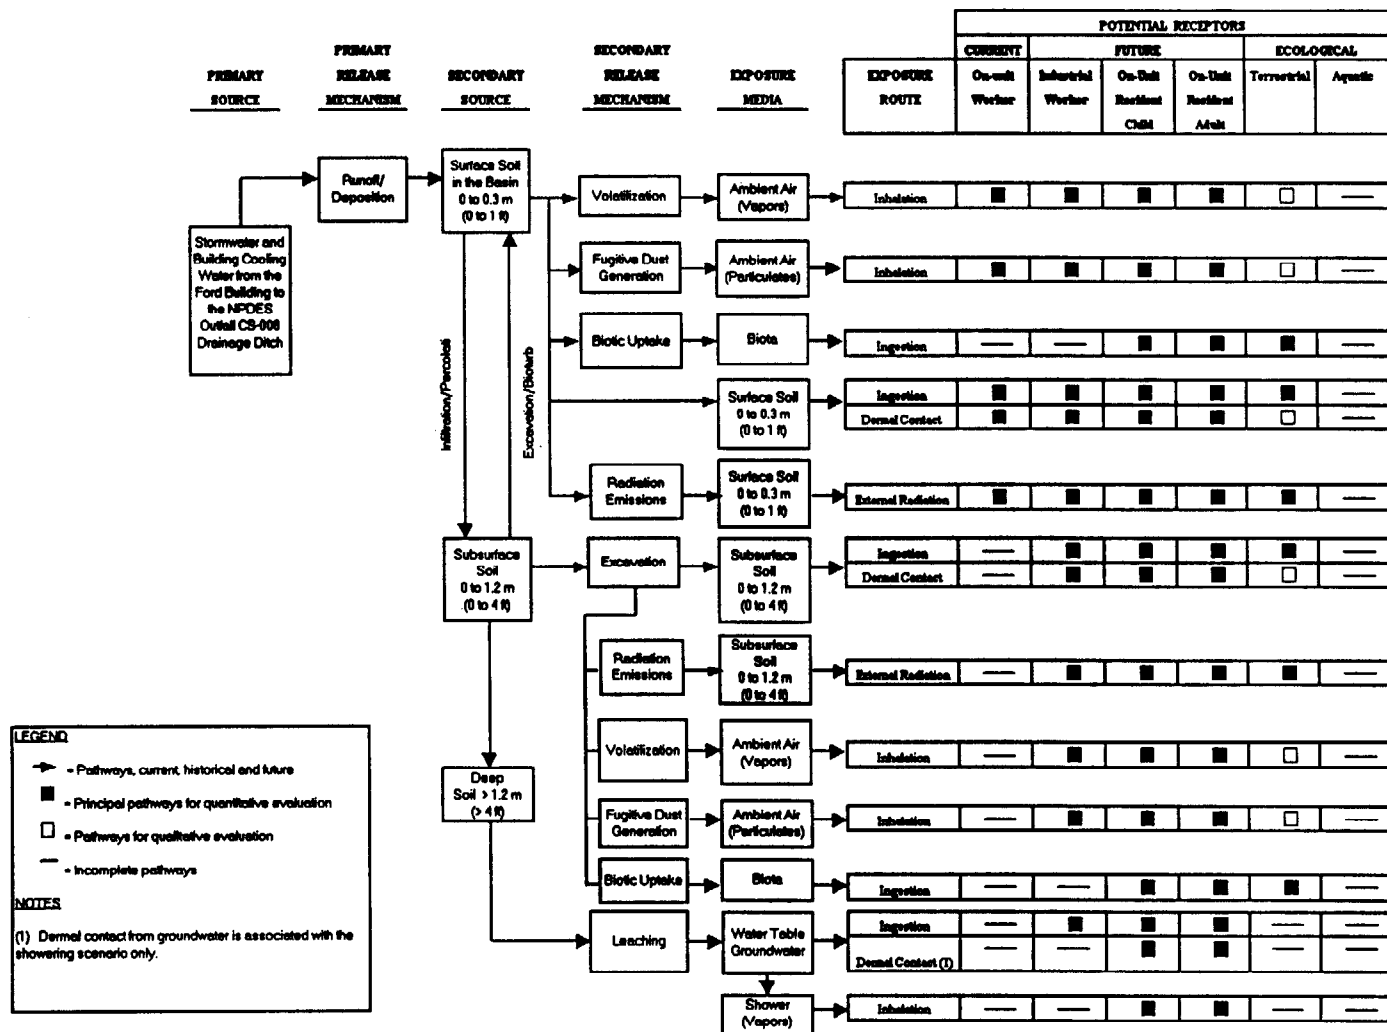 POTENTIAL RECEPTORS
PRIMARY
SECONDARY
CURRENT
FUTURE
ECOLOGICAL
PRIMARY
RELEASE
SECONDARY
RELEASE
EXPOSURE
EXPOSURE
On-unit
Industrial
On-Unit
On-Unit
Terrestrial
Aquatic
SOURCE
MECHANISM
SOURCE
MECHANISM
MEDIA
ROUTE
Worker
Worker
Resident
Resident
Child
Adult
Runoff/
Deposition
Surface Soil
in the Basin
0 to 0.3 m
(0 to 1 ft)
Volatilization
Ambient Air
(Vapors)
Inhalation
Stormwater and
Building Cooling
Water from the
Ford Building to
the NPDES
Outfall CS-008
Drainage Ditch
Fugitive Dust
Generation
Ambient Air
(Particulates)
Inhalation
Infiltration/Percolati
Excavation/Bioturb
Biotic Uptake
Biota
Ingestion
Surface Soil
0 to 0.3 m
(0 to 1 ft)
Ingestion
Dermal Contact
Radiation
Emissions
Surface Soil
0 to 0.3 m
(0 to 1 ft)
External Radiation
Subsurface
Soil
0 to 1.2 m
(0 to 4 ft)
Excavation
Subsurface
Soil
0 to 1.2 m
(0 to 4 ft)
Ingestion
Dermal Contact
Radiation
Emissions
Subsurface
Soil
0 to 1.2 m
(0 to 4 ft)
External Radiation
Volatilization
Ambient Air
(Vapors)
Inhalation
Deep
Soil > 1.2 m
(> 4 ft)
Fugitive Dust
Generation
Ambient Air
(Particulates)
Inhalation
Biotic Uptake
Biota
Ingestion
Leaching
Water Table
Groundwater
Ingestion
Dermal Contact (1)
Shower
(Vapors)
Inhalation
LEGEND
- Pathways, current, historical and future
- Principal pathways for quantitative evaluation
- Pathways for qualitative evaluation
- Incomplete pathways
NOTES
(1) Dermal contact from groundwater is associated with the
showering scenario only.